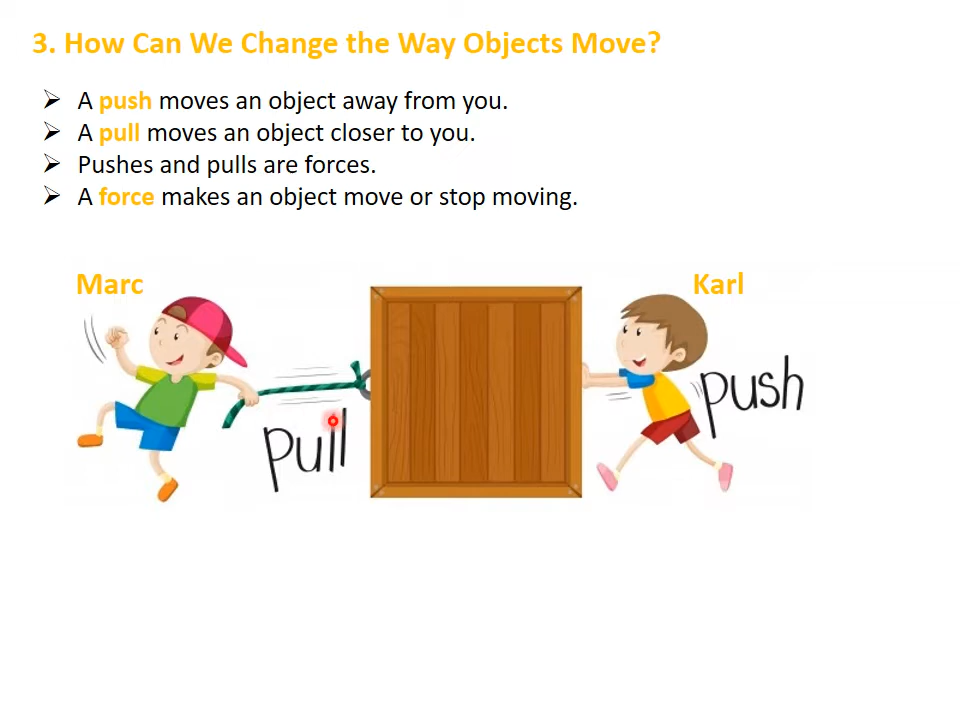 3. How Can We Change the Way Objects Move?
➢ A push moves an object away from you.
➢ A pull moves an object closer to you.
➢ Pushes and pulls are forces.
➢ A force makes an object move or stop moving.
Marc
Karl
pull
push